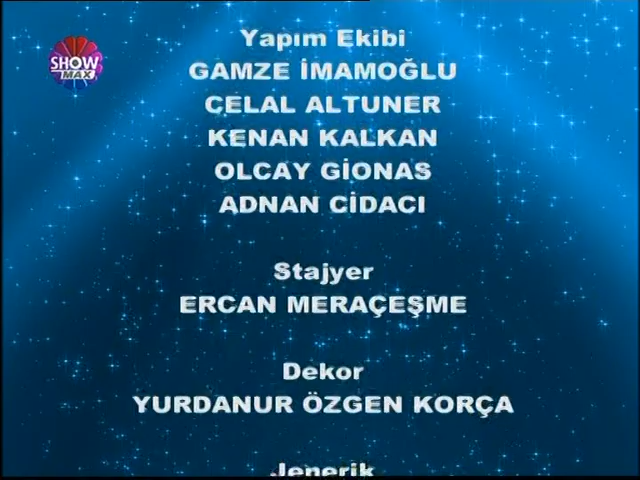 SHOW
MAX
Yapım Ekibi
GAMZE İMAMOĞLU
CELAL ALTUNER
KENAN KALKAN
OLCAY GİONAS
ADNAN CİDACI
Stajyer
ERCAN MERAÇEŞME
Dekor
YURDANUR ÖZGEN KORÇA
Jenerik